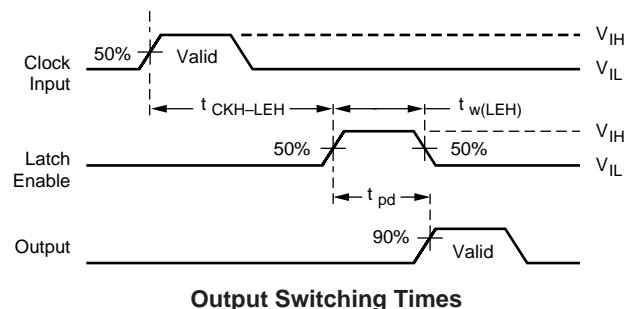 50%
Valid
VIH
VIL
Clock
Input
t CKH–LEH
t w(LEH)
50%
50%
VIH
VIL
Latch
Enable
t pd
90%
Valid
Output
Output Switching Times